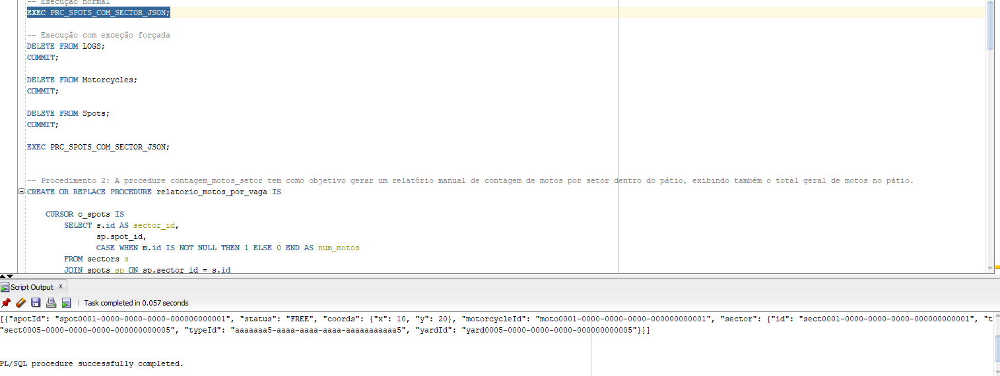 -- Execução normal
EXEC PRC_SPOTS_COM_SECTOR_JSON;
-- Execução com exceção forçada
DELETE FROM LOGS;
COMMIT;
DELETE FROM Motorcycles;
COMMIT;
DELETE FROM Spots;
COMMIT;
EXEC PRC_SPOTS_COM_SECTOR_JSON;
-- Procedimento 2: A procedure contagem_motos_setor tem como objetivo gerar um relatório manual de contagem de motos por setor dentro do pátio, exibindo também o total geral de motos no pátio.
CREATE OR REPLACE PROCEDURE relatorio_motos_por_vaga IS
CURSOR c_spots IS
SELECT s.id AS sector_id,
sp.spot_id,
CASE WHEN m.id IS NOT NULL THEN 1 ELSE 0 END AS num_motos
FROM sectors s
JOIN spots sp ON sp.sector_id = s.id
Script Output x
Task completed in 0.057 seconds
[{"spotId": "spot0001-0000-0000-0000-000000000001", "status": "FREE", "coords": {"x": 10, "y": 20}, "motorcycleId": "moto0001-0000-0000-0000-000000000001", "sector": {"id": "sect0001-0000-0000-0000-000000000001", "t
"sect0005-0000-0000-0000-000000000005", "typeId": "aaaaaaa5-aaaa-aaaa-aaaa-aaaaaaaaaaa5", "yardId": "yard0005-0000-0000-0000-000000000005"}}]
PL/SQL procedure successfully completed.